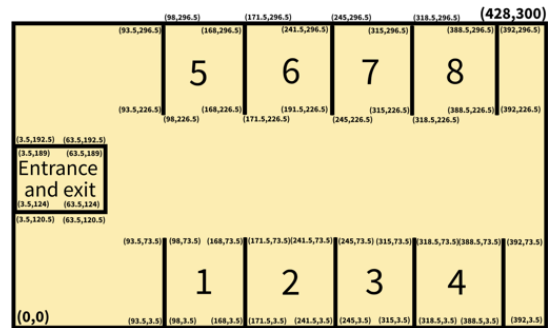 (98,296.5) (171.5,296.5) (245,296.5) (318.5,296.5) (428,300)
(93.5,296.5) (168,296.5) (241.5,296.5) (315,296.5) (388.5,296.5) (392,296.5)
5 6 7 8
(93.5,226.5) (168,226.5) (191.5,226.5) (315,226.5) (388.5,226.5) (392,226.5)
(98,226.5) (171.5,226.5) (245,226.5) (318.5,226.5)
(3.5,192.5) (63.5,192.5)
(3.5,189) (63.5,189)
Entrance
and exit
(3.5,124) (63.5,124)
(3.5,120.5) (63.5,120.5)
(93.5,73.5) (98,73.5) (168,73.5) (171.5,73.5) (241.5,73.5) (245,73.5) (315,73.5) (318.5,73.5) (388.5,73.5) (392,73.5)
1 2 3 4
(0,0) (93.5,3.5) (98,3.5) (168,3.5) (171.5,3.5) (241.5,3.5) (245,3.5) (315,3.5) (318.5,3.5) (388.5,3.5) (392,3.5)